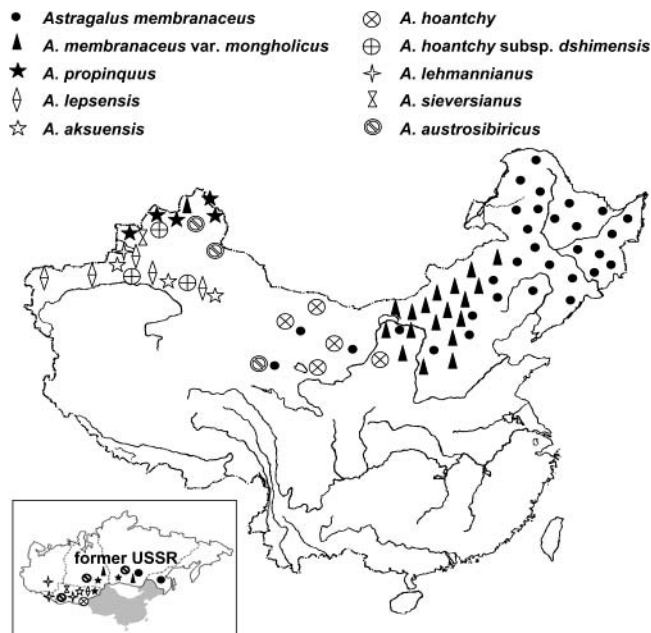 Astragalus membranaceus
A. membranaceus var. mongholicus
A. propinquus
A. lepsensis
A. aksuensis
A. hoantchy
A. hoantchy subsp. dshimensis
A. lehmannianus
A. sieversianus
A. austrosibiricus
former USSR